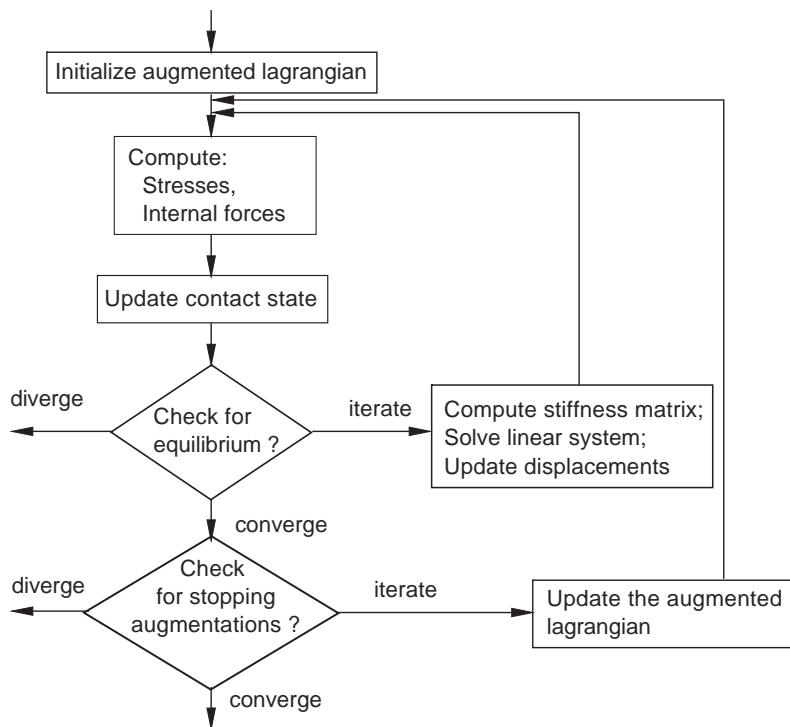 Initialize augmented lagrangian
Compute:
Stresses,
Internal forces
Update contact state
diverge
Check for
equilibrium ?
iterate
Compute stiffness matrix;
Solve linear system;
Update displacements
converge
diverge
Check
for stopping
augmentations ?
iterate
Update the augmented
lagrangian
converge